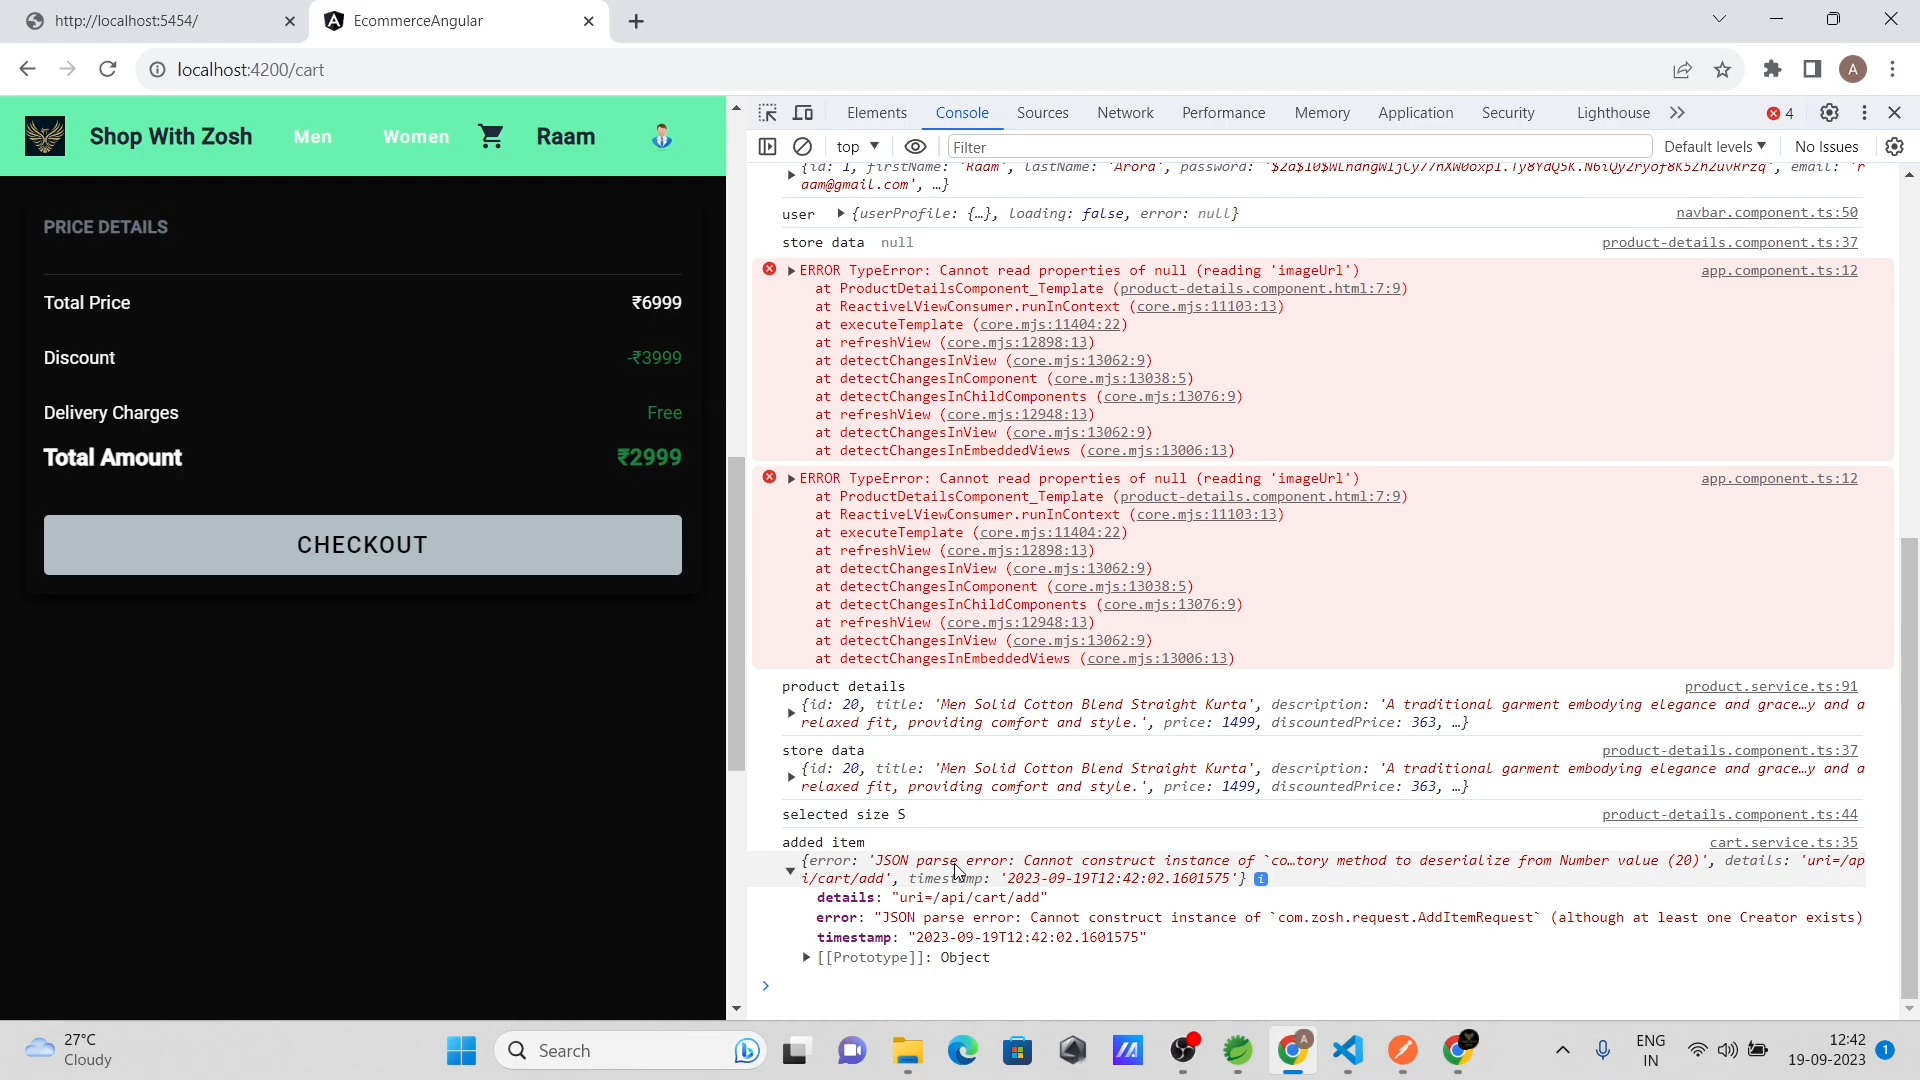 http://localhost:5454/
EcommerceAngular
localhost:4200/cart
A
Shop With Zosh
Men
Women
Raam
PRICE DETAILS
Total Price ₹6999
Discount -₹3999
Delivery Charges Free
Total Amount ₹2999
CHECKOUT
Elements Console Sources Network Performance Memory Application Security Lighthouse 4
top Filter Default levels No Issues
{id: 1, firstName: 'Raam', lastName: 'Arora', password: email: 'r
aam@gmail.com', …}
user {userProfile: {…}, loading: false, error: null} navbar.component.ts:50
store data null product-details.component.ts:37
ERROR TypeError: Cannot read properties of null (reading 'imageUrl') app.component.ts:12
at ProductDetailsComponent_Template (product-details.component.html:7:9)
at ReactiveLViewConsumer.runInContext (core.mjs:11103:13)
at executeTemplate (core.mjs:11404:22)
at refreshView (core.mjs:12898:13)
at detectChangesInView (core.mjs:13062:9)
at detectChangesInComponent (core.mjs:13038:5)
at detectChangesInChildComponents (core.mjs:13076:9)
at refreshView (core.mjs:12948:13)
at detectChangesInView (core.mjs:13062:9)
at detectChangesInEmbeddedViews (core.mjs:13006:13)
ERROR TypeError: Cannot read properties of null (reading 'imageUrl') app.component.ts:12
at ProductDetailsComponent_Template (product-details.component.html:7:9)
at ReactiveLViewConsumer.runInContext (core.mjs:11103:13)
at executeTemplate (core.mjs:11404:22)
at refreshView (core.mjs:12898:13)
at detectChangesInView (core.mjs:13062:9)
at detectChangesInComponent (core.mjs:13038:5)
at detectChangesInChildComponents (core.mjs:13076:9)
at refreshView (core.mjs:12948:13)
at detectChangesInView (core.mjs:13062:9)
at detectChangesInEmbeddedViews (core.mjs:13006:13)
product details product.service.ts:91
{id: 20, title: 'Men Solid Cotton Blend Straight Kurta', description: 'A traditional garment embodying elegance and grace…y and a
relaxed fit, providing comfort and style.', price: 1499, discountedPrice: 363, …}
store data product-details.component.ts:37
{id: 20, title: 'Men Solid Cotton Blend Straight Kurta', description: 'A traditional garment embodying elegance and grace…y and a
relaxed fit, providing comfort and style.', price: 1499, discountedPrice: 363, …}
selected size S product-details.component.ts:44
added item cart.service.ts:35
{error: 'JSON parse error: Cannot construct instance of `co…tory method to deserialize from Number value (20)', details: 'uri=/ap
i/cart/add', timestamp: '2023-09-19T12:42:02.1601575'}
details: "uri=/api/cart/add"
error: "JSON parse error: Cannot construct instance of `com.zosh.request.AddItemRequest` (although at least one Creator exists)
timestamp: "2023-09-19T12:42:02.1601575"
[[Prototype]]: Object
27°C
Cloudy
Search
ENG
IN
12:42
19-09-2023
1